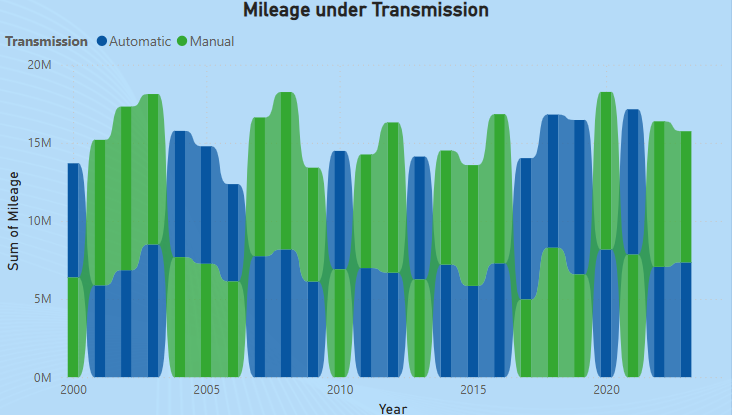 Mileage under Transmission
Transmission Automatic Manual
20M
15M
10M
5M
0M
Sum of Mileage
2000 2005 2010 2015 2020
Year